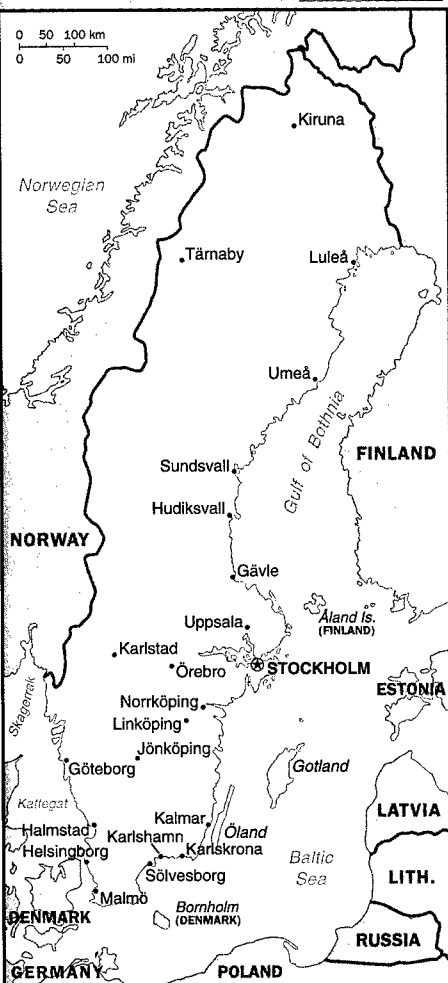 0 50 100 km
0 50 100 mi
Kiruna
Norwegian
Sea
Tärnaby
Luleå
Umeå
Gulf of Bothnia
FINLAND
Sundsvall
Hudiksvall
NORWAY
Gävle
Uppsala
Åland Is.
(FINLAND)
Karlstad
Örebro
STOCKHOLM
ESTONIA
Skagerrak
Norrköping
Linköping
Jönköping
Göteborg
Gotland
Kattegat
LATVIA
Halmstad
Kalmar
Öland
Karlshamn
Helsingborg
Karlskrona
Baltic
Sea
Sölvesborg
LITH.
Malmö
Bornholm
(DENMARK)
DENMARK
RUSSIA
GERMANY
POLAND